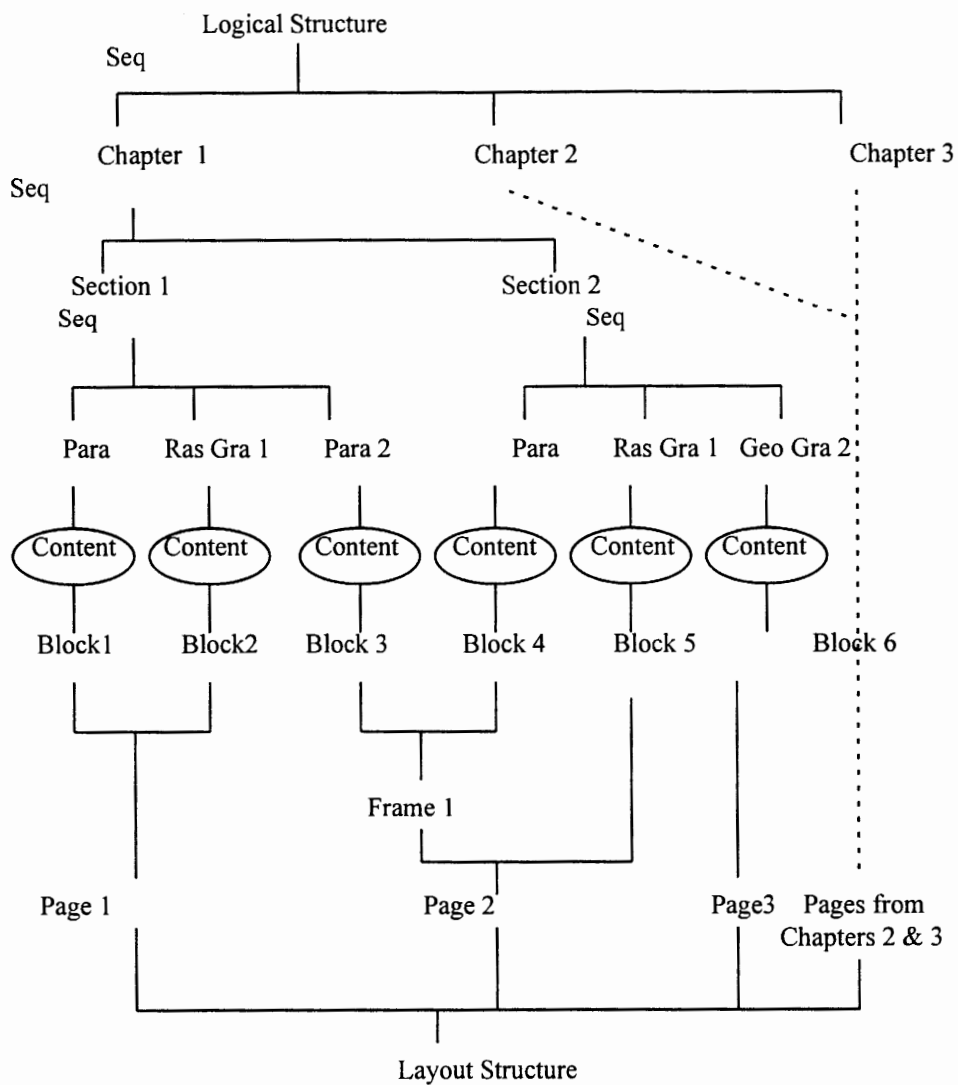 Logical Structure
Seq
Chapter 1 Chapter 2 Chapter 3
Seq
Section 1 Section 2
Seq Seq
Para Ras Gra 1 Para 2 Para Ras Gra 1 Geo Gra 2
Content Content Content Content Content Content
Block1 Block2 Block 3 Block 4 Block 5 Block 6
Frame 1
Page 1 Page 2 Page3 Pages from
Chapters 2 & 3
Layout Structure